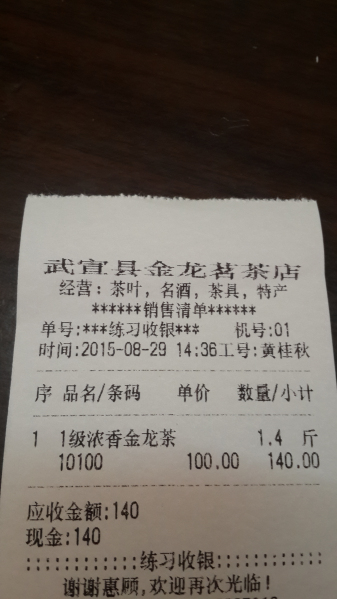 武宣县金龙茗茶店
经营：茶叶，名酒，茶具，特产
******销售清单******
单号:***练习收银*** 机号:01
时间:2015-08-29 14:36工号:黄桂秋
序 品名/条码 单价 数量/小计
1 1级浓香金龙茶 1.4 斤
10100 100.00 140.00
应收金额:140
现金:140
::::::::::::练习收银::::::::::::
谢谢惠顾,欢迎再次光临!